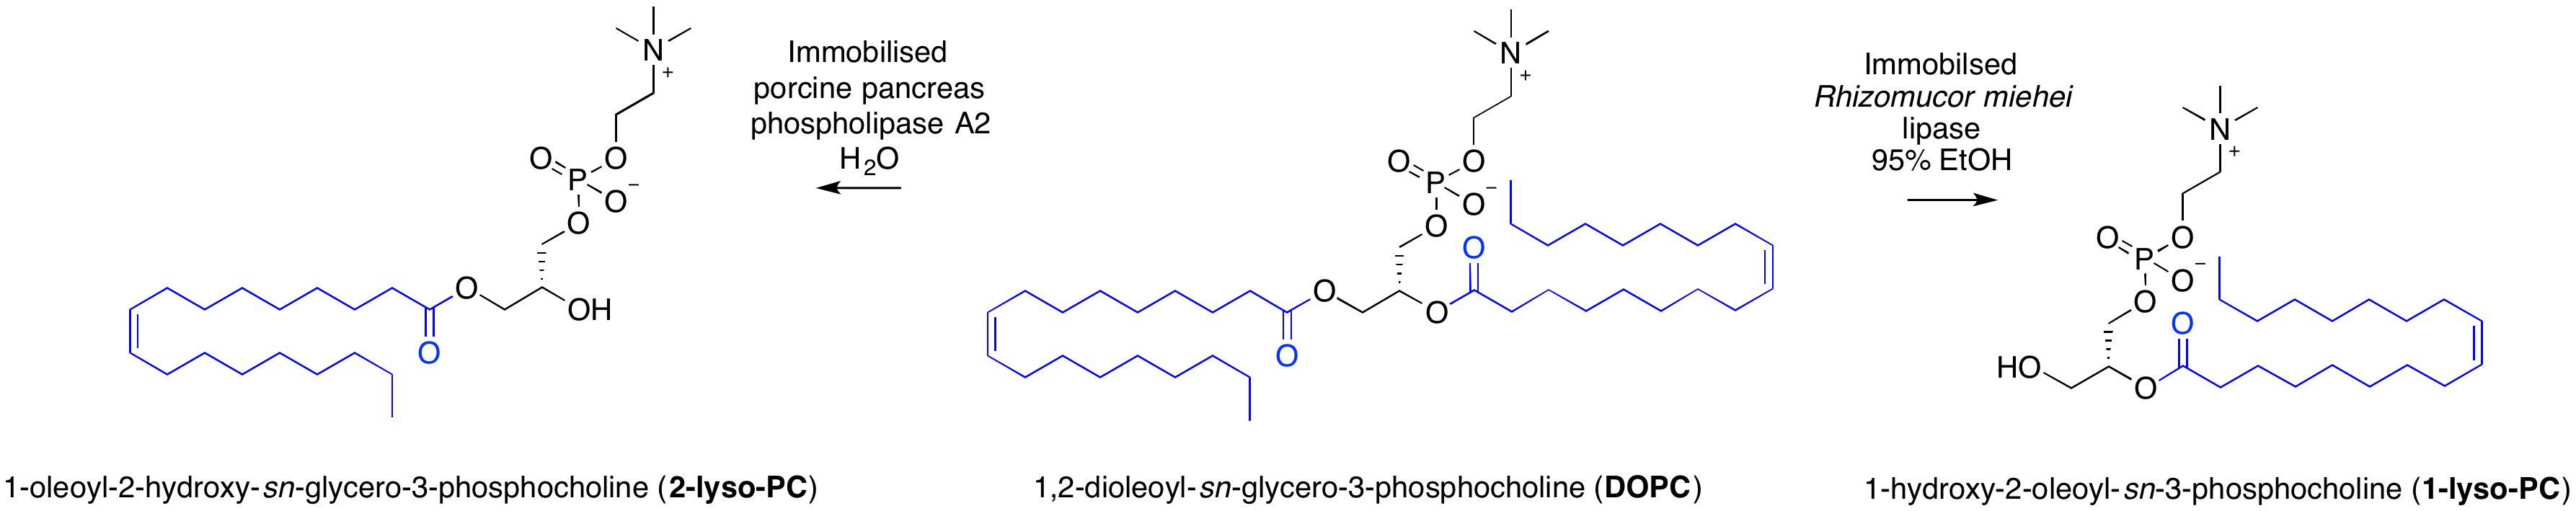 Immobilised
porcine pancreas
phospholipase A2
H2O
Immobilsed
Rhizomucor miehei
lipase
95% EtOH
N
+
O
P
O
O−
O
O
OH
O
N
+
O
P
O
O−
O
O
O
O
O
N
+
O
P
O
O−
O
O
HO
O
1-oleoyl-2-hydroxy-sn-glycero-3-phosphocholine (2-lyso-PC)
1,2-dioleoyl-sn-glycero-3-phosphocholine (DOPC)
1-hydroxy-2-oleoyl-sn-3-phosphocholine (1-lyso-PC)